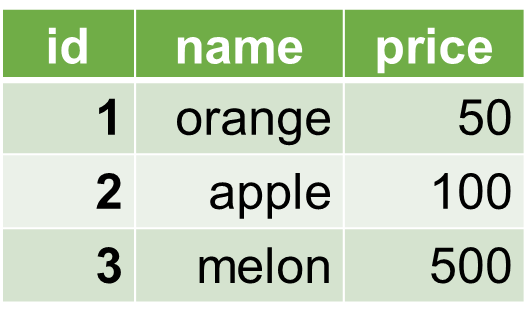 id name price
1 orange 50
2 apple 100
3 melon 500